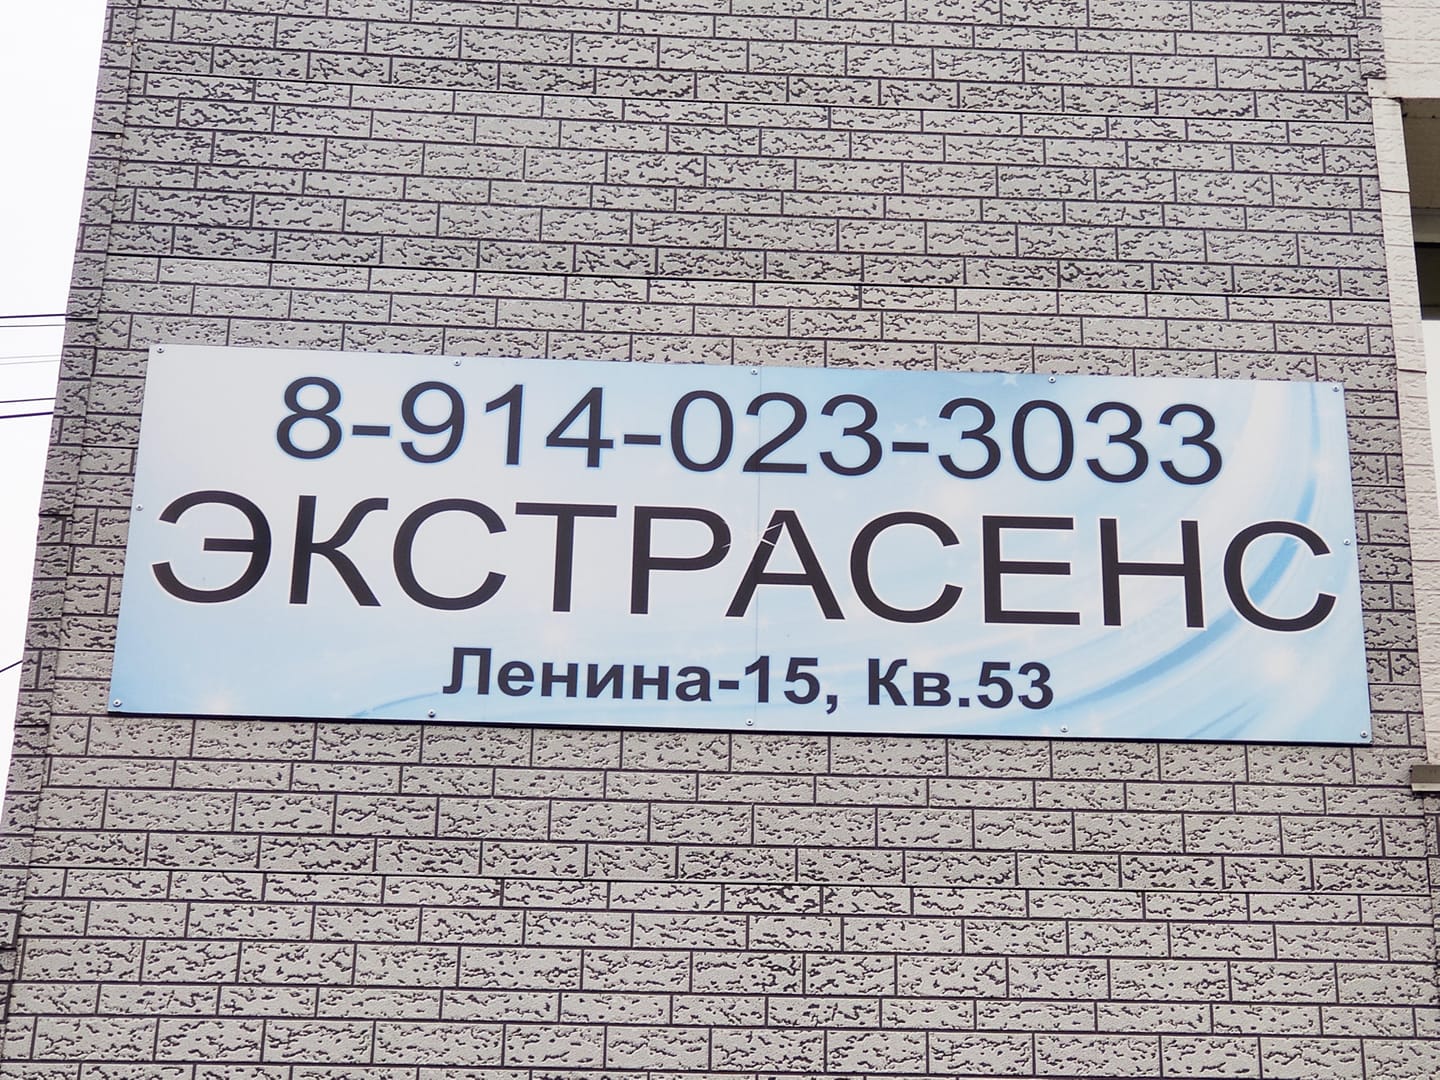 8-914-023-3033
ЭКСТРАСЕНС
Ленина-15, Кв.53